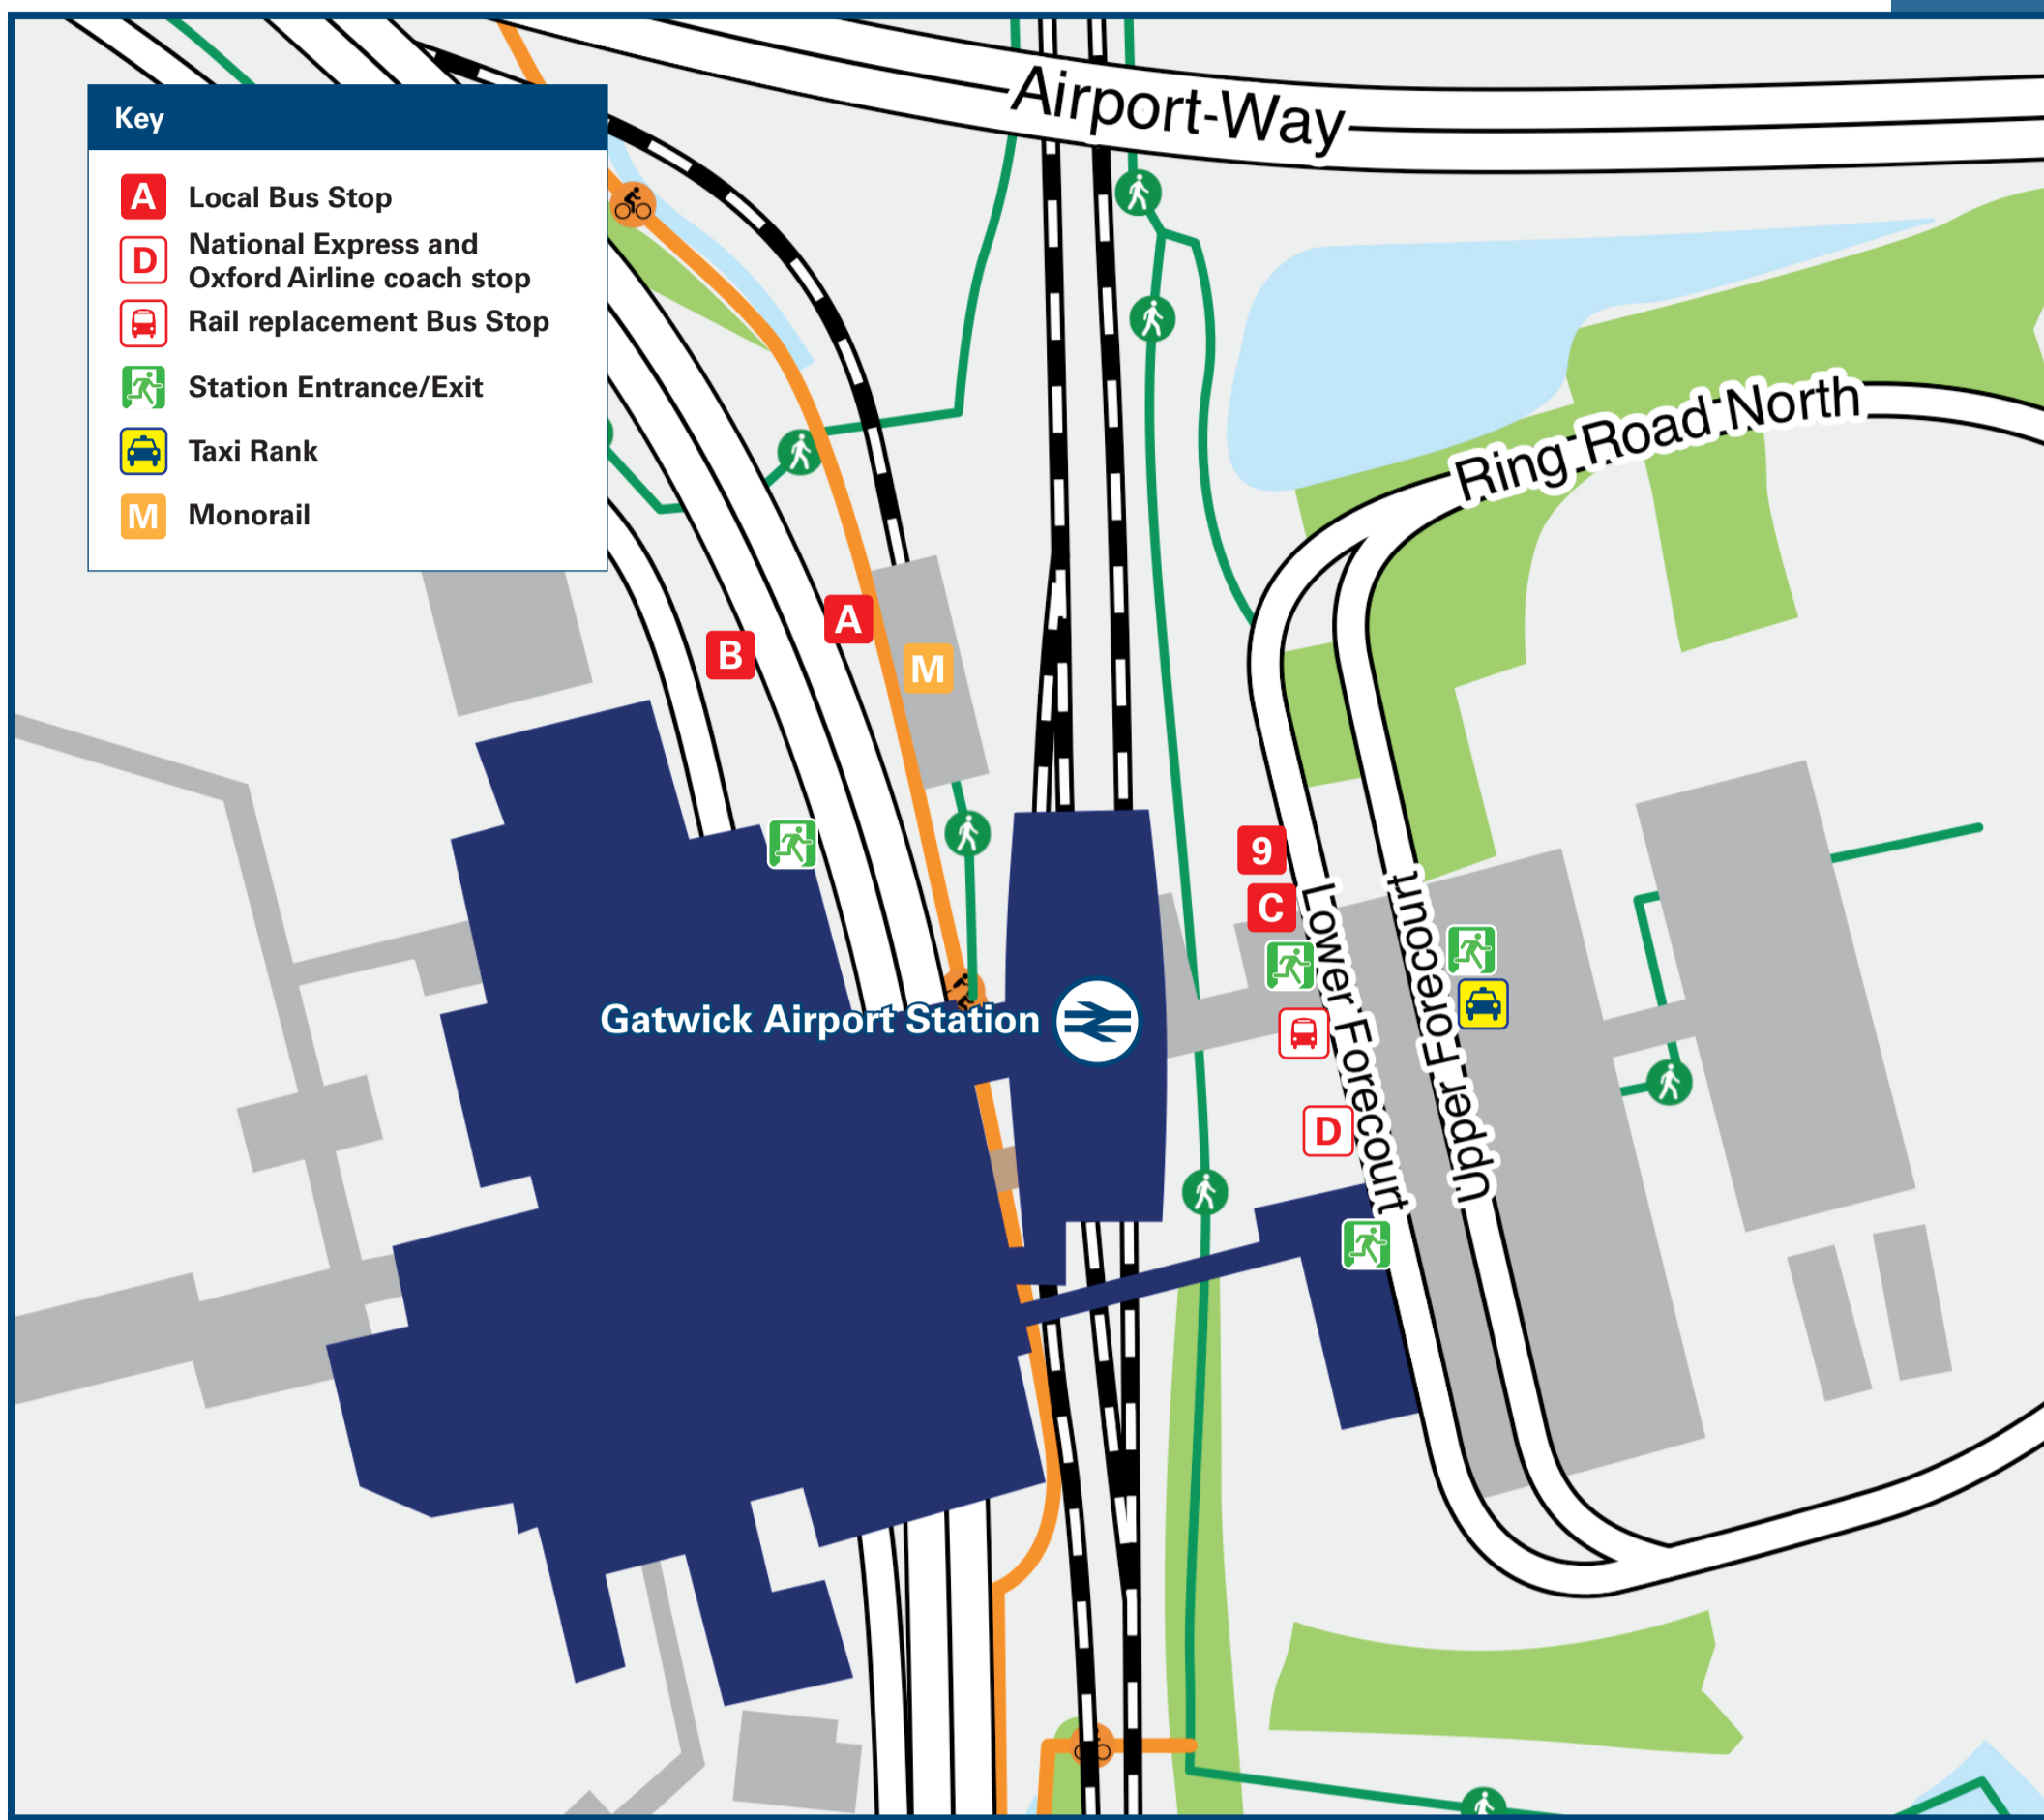 Key
A Local Bus Stop
D National Express and
Oxford Airline coach stop
Rail replacement Bus Stop
Station Entrance/Exit
Taxi Rank
M Monorail
Airport Way
Ring Road North
A
B
M
9
C
Lower Forecourt
Upper Forecourt
Gatwick Airport Station
D